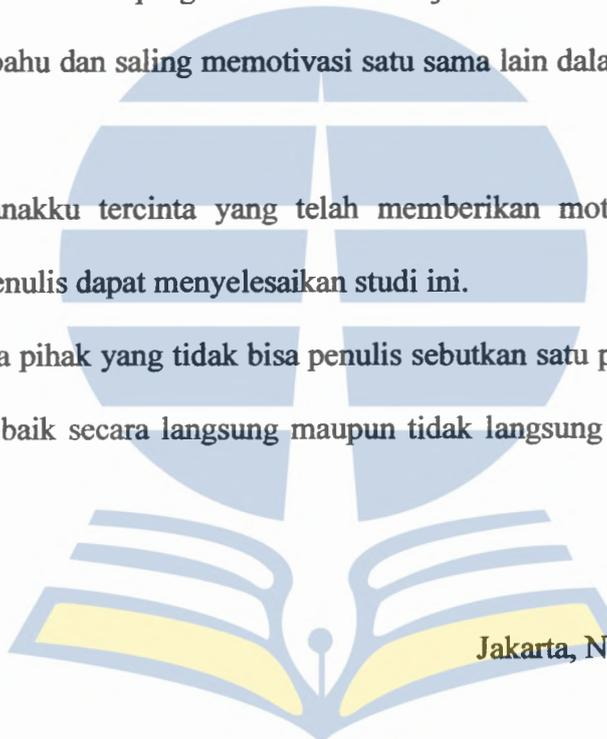 bahu dan saling memotivasi satu sama lain dala
nakku tercinta yang telah memberikan mot
enulis dapat menyelesaikan studi ini.
a pihak yang tidak bisa penulis sebutkan satu p
baik secara langsung maupun tidak langsung
Jakarta, N